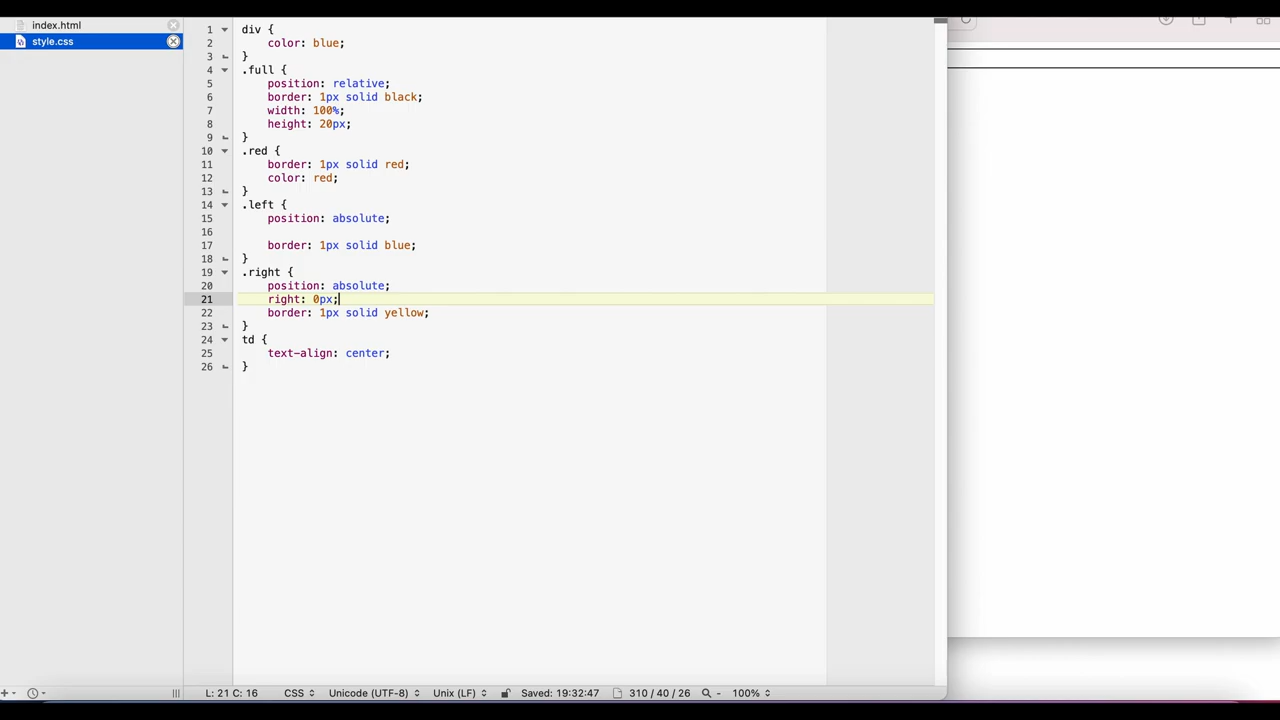 index.html
style.css
1 div {
2 color: blue;
3 }
4 .full {
5 position: relative;
6 border: 1px solid black;
7 width: 100%;
8 height: 20px;
9 }
10 .red {
11 border: 1px solid red;
12 color: red;
13 }
14 .left {
15 position: absolute;
16
17 border: 1px solid blue;
18 }
19 .right {
20 position: absolute;
21 right: 0px;
22 border: 1px solid yellow;
23 }
24 td {
25 text-align: center;
26 }
L: 21 C: 16 CSS Unicode (UTF-8) Unix (LF) Saved: 19:32:47 310 / 40 / 26 100%